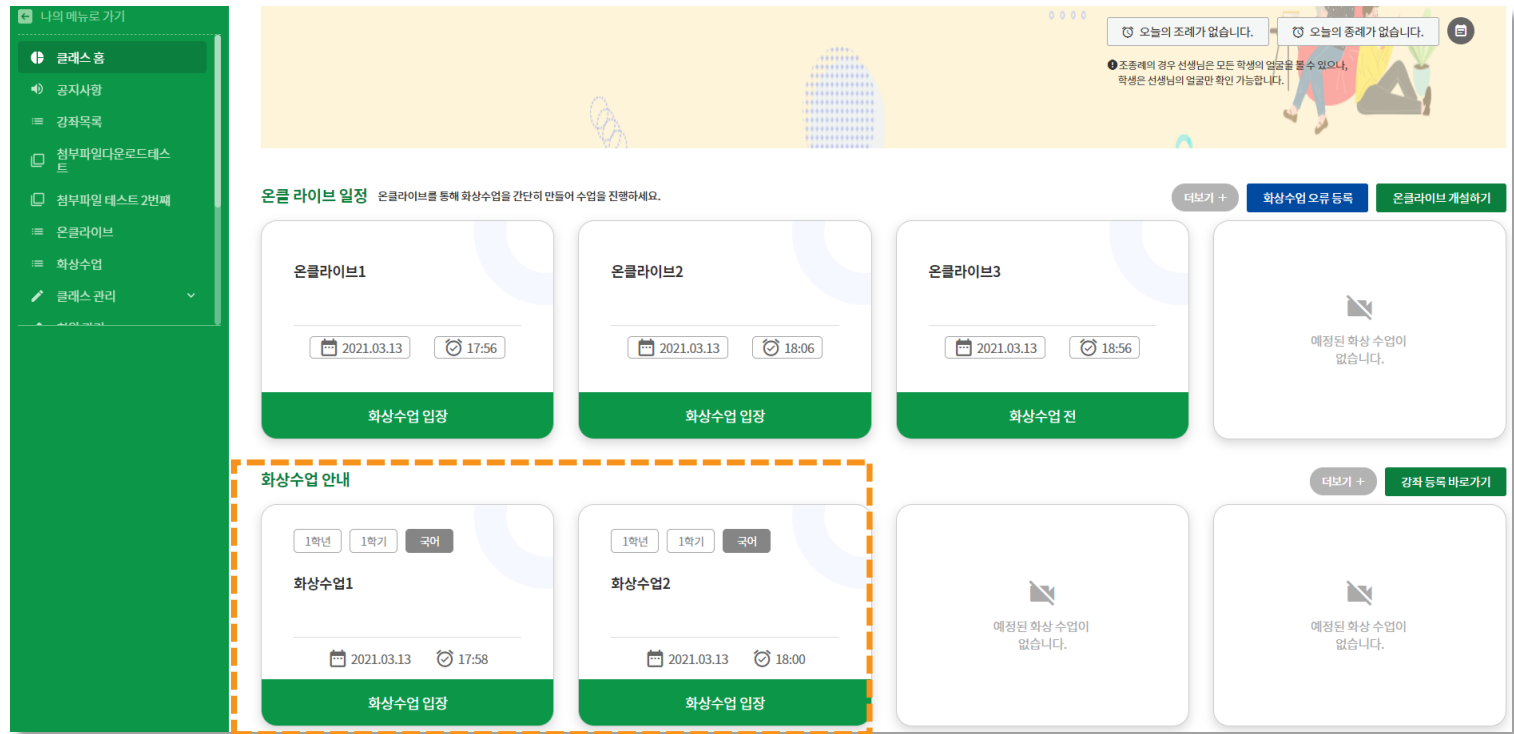 나의 메뉴로 가기
클래스 홈
공지사항
강좌목록
첨부파일다운로드테스
트
첨부파일 테스트 2번째
온클라이브
화상수업
클래스 관리
오늘의 조례가 없습니다.
오늘의 종례가 없습니다.
조종례의 경우 선생님은 모든 학생의 얼굴을 볼 수 있으나,
학생은 선생님의 얼굴만 확인 가능합니다.
온클 라이브 일정 온클라이브를 통해 화상수업을 간단히 만들어 수업을 진행하세요.
더보기 +
화상수업 오류 등록
온클라이브 개설하기
온클라이브1
2021.03.13 17:56
화상수업 입장
온클라이브2
2021.03.13 18:06
화상수업 입장
온클라이브3
2021.03.13 18:56
화상수업 전
예정된 화상 수업이
없습니다.
화상수업 안내
더보기 +
강좌 등록 바로가기
1학년 1학기 국어
화상수업1
2021.03.13 17:58
화상수업 입장
1학년 1학기 국어
화상수업2
2021.03.13 18:00
화상수업 입장
예정된 화상 수업이
없습니다.
예정된 화상 수업이
없습니다.